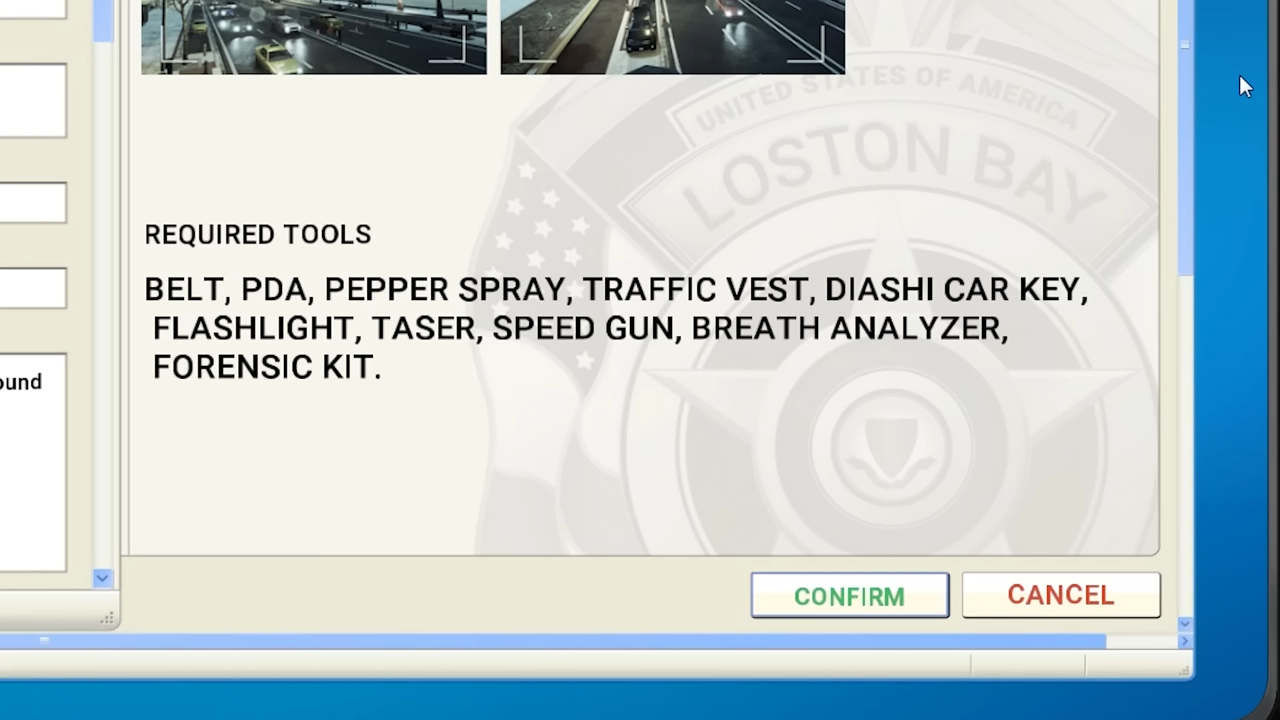 ound
UNITED STATES OF AMERICA
LOSTON BAY
REQUIRED TOOLS
BELT, PDA, PEPPER SPRAY, TRAFFIC VEST, DIASHI CAR KEY,
FLASHLIGHT, TASER, SPEED GUN, BREATH ANALYZER,
FORENSIC KIT.
CONFIRM
CANCEL